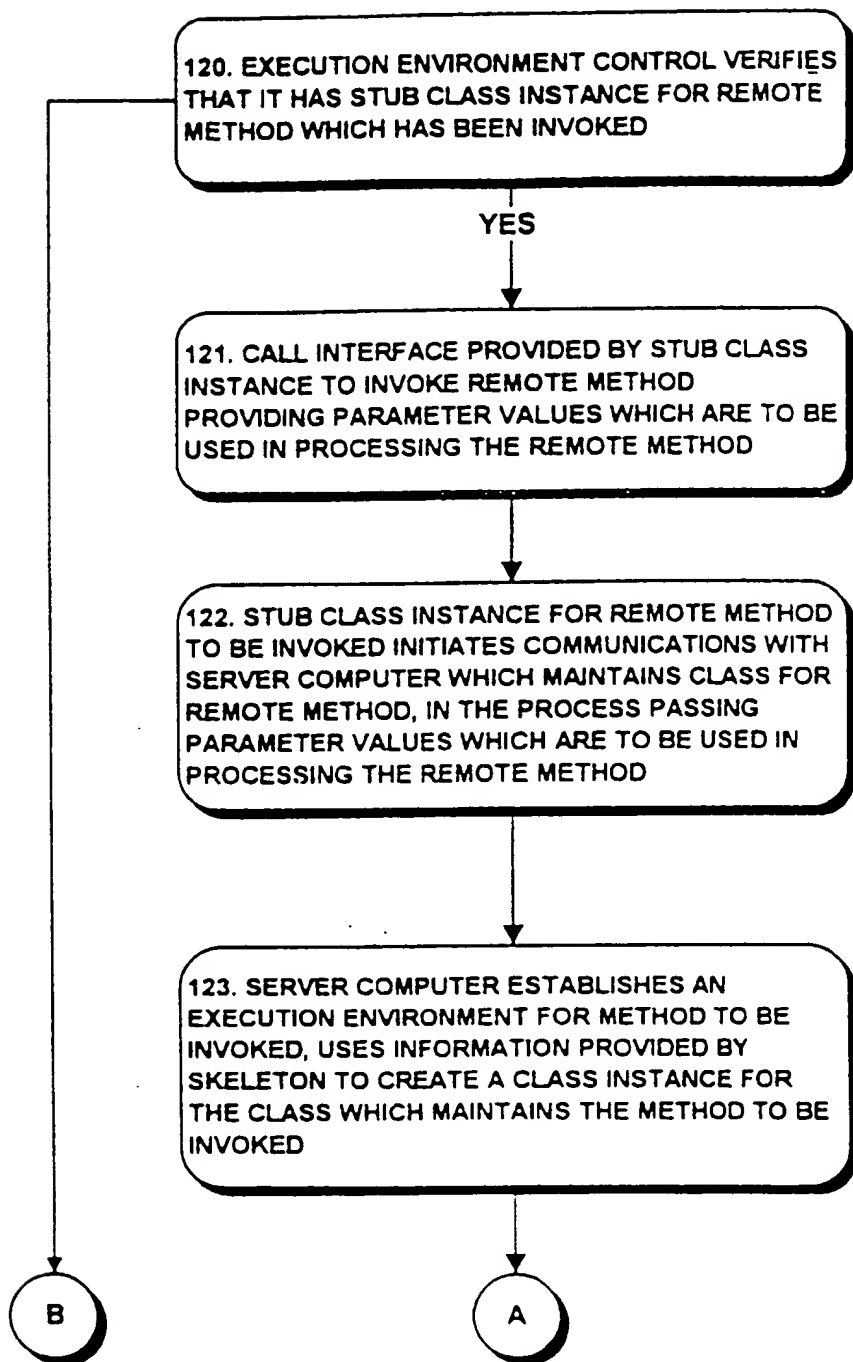 120. EXECUTION ENVIRONMENT CONTROL VERIFIES
THAT IT HAS STUB CLASS INSTANCE FOR REMOTE
METHOD WHICH HAS BEEN INVOKED
YES
121. CALL INTERFACE PROVIDED BY STUB CLASS
INSTANCE TO INVOKE REMOTE METHOD
PROVIDING PARAMETER VALUES WHICH ARE TO BE
USED IN PROCESSING THE REMOTE METHOD
122. STUB CLASS INSTANCE FOR REMOTE METHOD
TO BE INVOKED INITIATES COMMUNICATIONS WITH
SERVER COMPUTER WHICH MAINTAINS CLASS FOR
REMOTE METHOD, IN THE PROCESS PASSING
PARAMETER VALUES WHICH ARE TO BE USED IN
PROCESSING THE REMOTE METHOD
123. SERVER COMPUTER ESTABLISHES AN
EXECUTION ENVIRONMENT FOR METHOD TO BE
INVOKED, USES INFORMATION PROVIDED BY
SKELETON TO CREATE A CLASS INSTANCE FOR
THE CLASS WHICH MAINTAINS THE METHOD TO BE
INVOKED
B
A